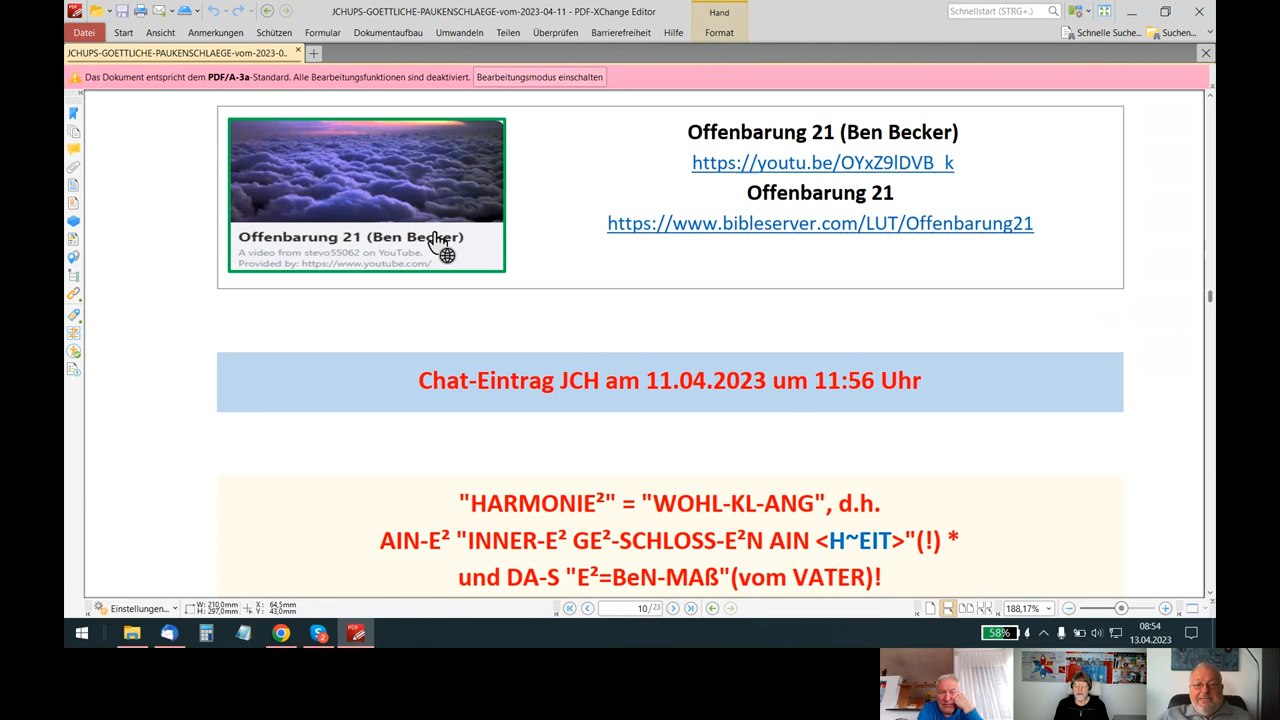 JCHUPS-GOETTLICHE-PAUKENSCHLAEGE-vom-2023-04-11 - PDF-XChange Editor
Hand
Schnellstart (STRG+.)
Datei
Start
Ansicht
Anmerkungen
Schützen
Formular
Dokumentaufbau
Umwandeln
Teilen
Überprüfen
Barrierefreiheit
Hilfe
Format
Schnelle Suche...
Suchen...
JCHUPS-GOETTLICHE-PAUKENSCHLAEGE-vom-2023-0..
Das Dokument entspricht dem PDF/A-3a-Standard. Alle Bearbeitungsfunktionen sind deaktiviert.
Bearbeitungsmodus einschalten
Offenbarung 21 (Ben Becker)
A video from stevo55062 on YouTube.
Provided by: https://www.youtube.com/
Offenbarung 21 (Ben Becker)
https://youtu.be/OYxZ9lDVB_k
Offenbarung 21
https://www.bibleserver.com/LUT/Offenbarung21
Chat-Eintrag JCH am 11.04.2023 um 11:56 Uhr
"HARMONIE²" = "WOHL-KL-ANG", d.h.
AIN-E² "INNER-E² GE²-SCHLOSS-E²N AIN <H~EIT>"(!) *
und DA-S "E²=BeN-MAß"(vom VATER)!
Einstellungen...
W: 210,0mm
H: 297,0mm
X: 64,5mm
Y:
10/23
188,17%
58%
08:54
13.04.2023